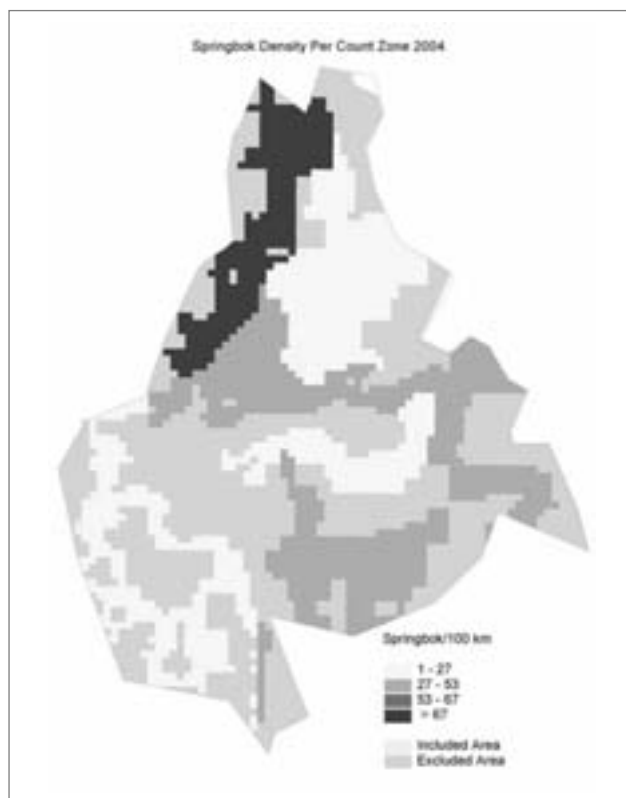 Springbok Density Per Count Zone 2004
Springbok/100 km
1 - 27
27 - 53
53 - 67
> 67
Included Area
Excluded Area